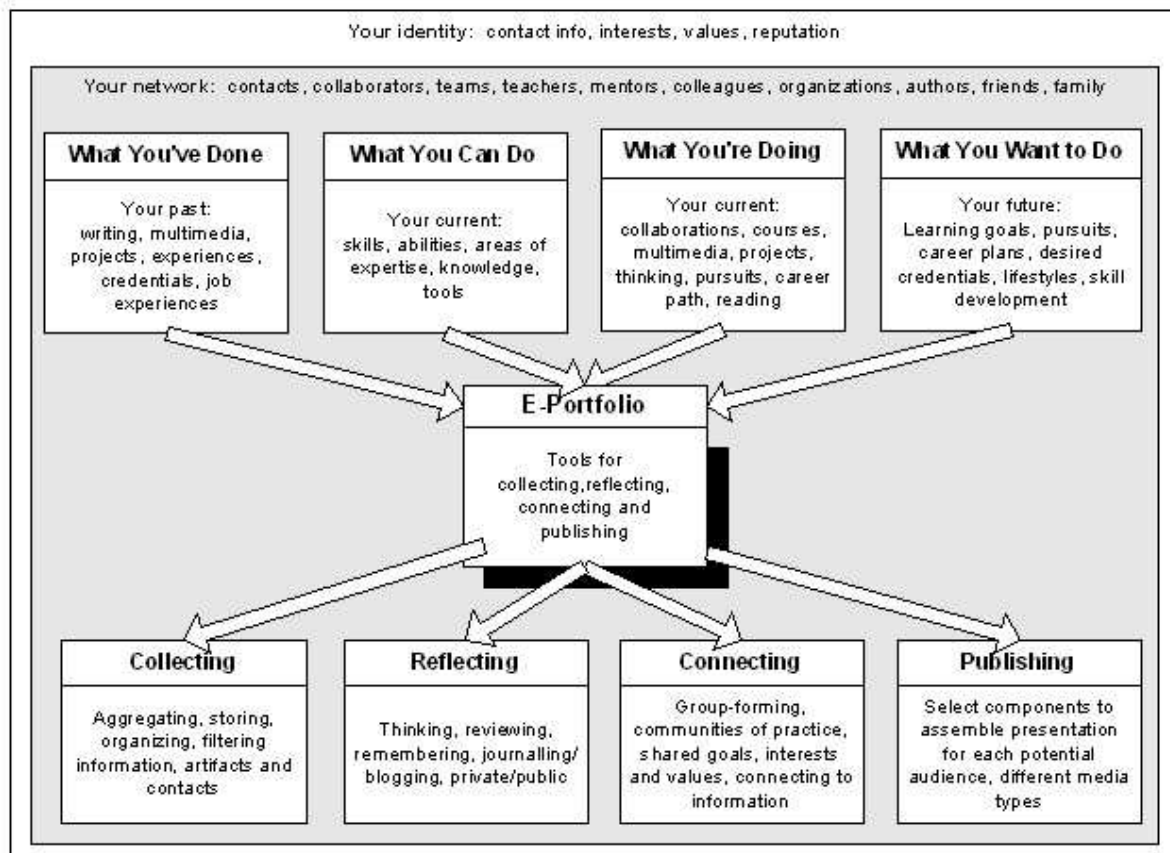 Your identity: contact info, interests, values, reputation
Your network: contacts, collaborators, teams, teachers, mentors, colleagues, organizations, authors, friends, family
What You've Done
Your past:
writing, multimedia,
projects, experiences,
credentials, job
experiences
What You Can Do
Your current:
skills, abilities, areas of
expertise, knowledge,
tools
What You're Doing
Your current:
collaborations, courses,
multimedia, projects,
thinking, pursuits, career
path, reading
What You Want to Do
Your future:
Learning goals, pursuits,
career plans, desired
credentials, lifestyles, skill
development
E-Portfolio
Tools for
collecting,reflecting,
connecting and
publishing
Collecting
Aggregating, storing,
organizing, filtering
information, artifacts and
contacts
Reflecting
Thinking, reviewing,
remembering, journalling/
blogging, private/public
Connecting
Group-forming,
communities of practice,
shared goals, interests
and values, connecting to
information
Publishing
Select components to
assemble presentation
for each potential
audience, different media
types